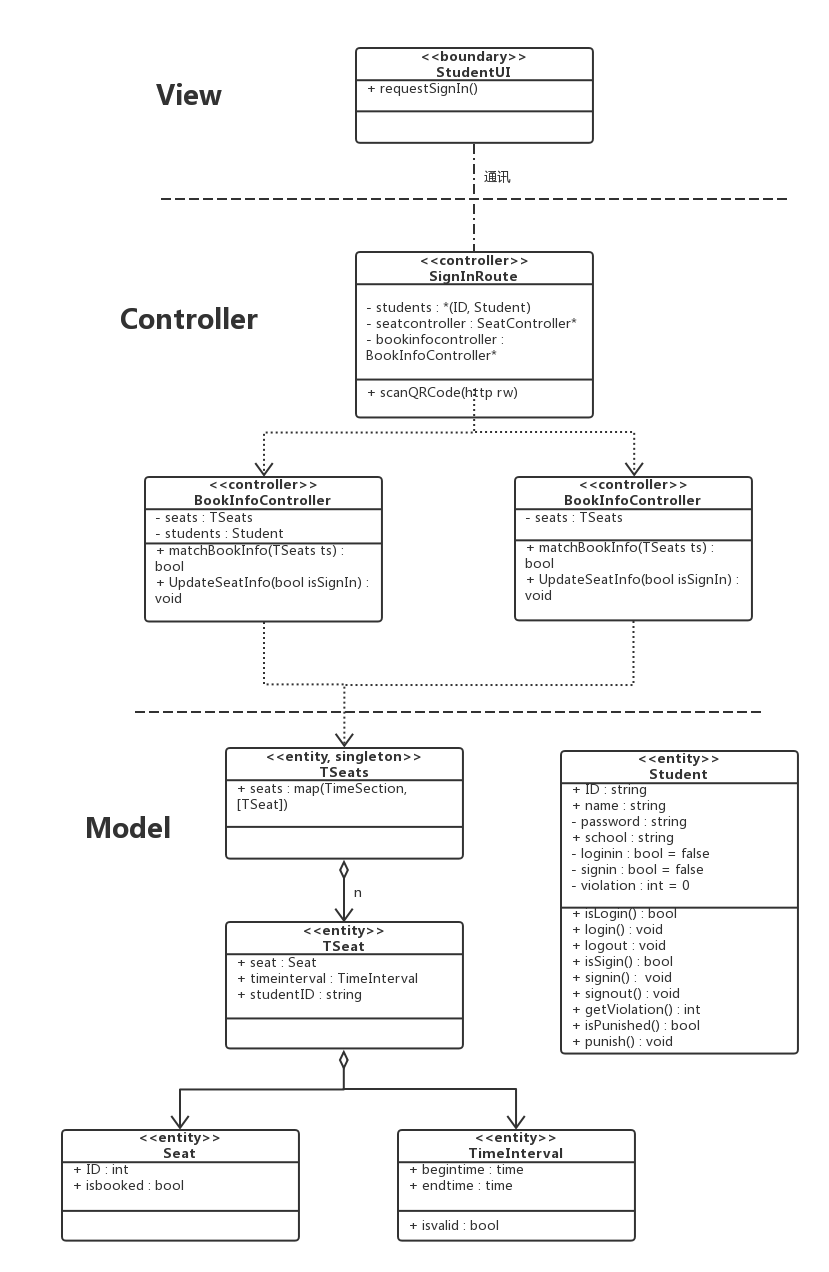 <<boundary>>
StudentUI
View
+ requestSignIn()
通讯
<<controller>>
SignInRoute
Controller
- students : *(ID, Student)
- seatcontroller : SeatController*
- bookinfocontroller :
BookInfoController*
+ scanQRCode(http rw)
<<controller>>
BookInfoController
- seats : TSeats
- students : Student
+ matchBookInfo(TSeats ts) :
bool
+ UpdateSeatInfo(bool isSignIn) :
void
<<controller>>
BookInfoController
- seats : TSeats
+ matchBookInfo(TSeats ts) :
bool
+ UpdateSeatInfo(bool isSignIn) :
void
Model
<<entity, singleton>>
TSeats
+ seats : map(TimeSection,
[TSeat])
n
<<entity>>
TSeat
+ seat : Seat
+ timeinterval : TimeInterval
+ studentID : string
<<entity>>
Student
+ ID : string
+ name : string
- password : string
+ school : string
- loginin : bool = false
- signin : bool = false
- violation : int = 0
+ isLogin() : bool
+ login() : void
+ logout : void
+ isSigin() : bool
+ signin() :  void
+ signout() : void
+ getViolation() : int
+ isPunished() : bool
+ punish() : void
<<entity>>
Seat
+ ID : int
+ isbooked : bool
<<entity>>
TimeInterval
+ begintime : time
+ endtime : time
+ isvalid : bool